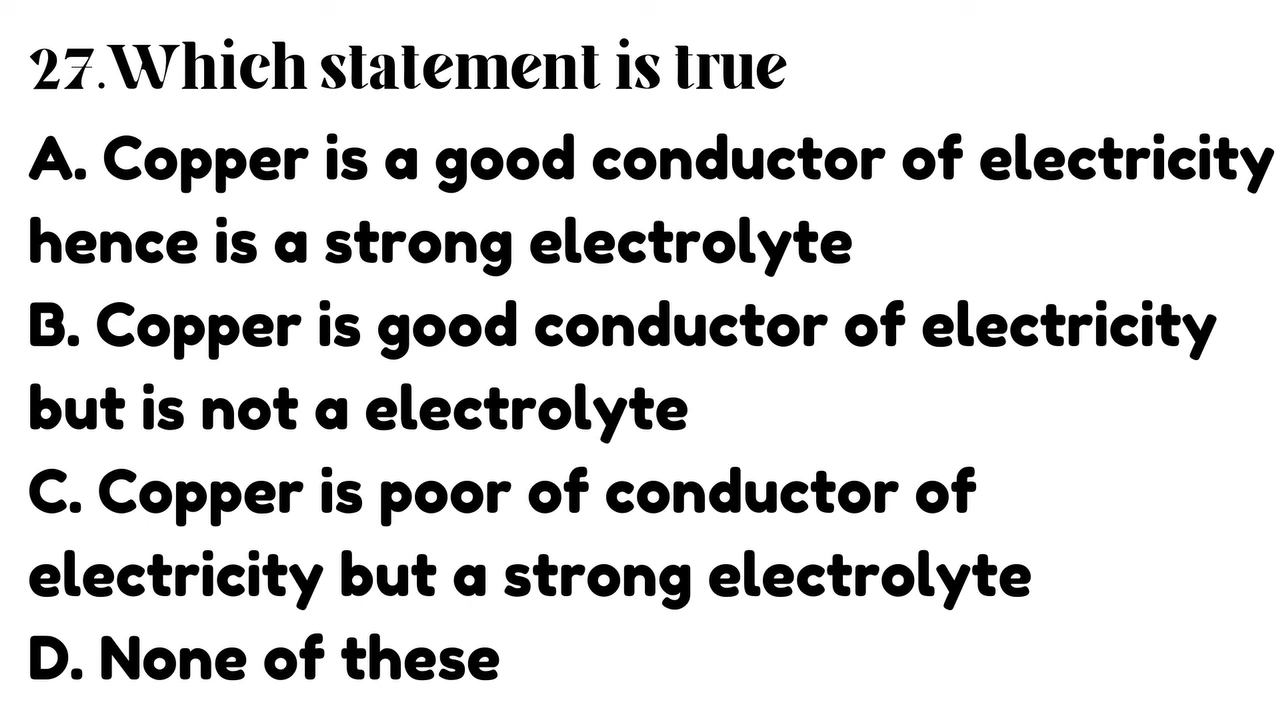 27.Which statement is true
A. Copper is a good conductor of electricity
hence is a strong electrolyte
B. Copper is good conductor of electricity
but is not a electrolyte
C. Copper is poor of conductor of
electricity but a strong electrolyte
D. None of these